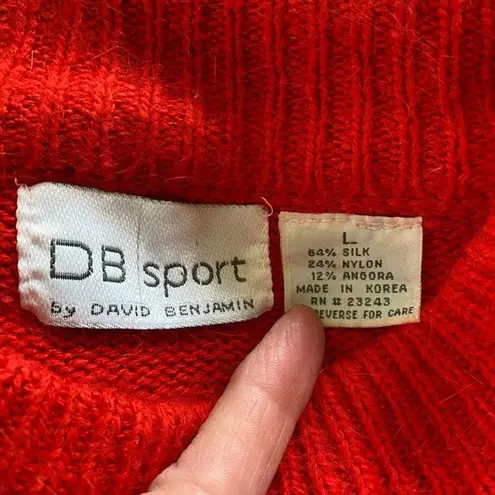 DB sport
By DAVID BENJAMIN
L
64% SILK
24% NYLON
12% ANGORA
MADE IN KOREA
RN # 23243
REVERSE FOR CARE